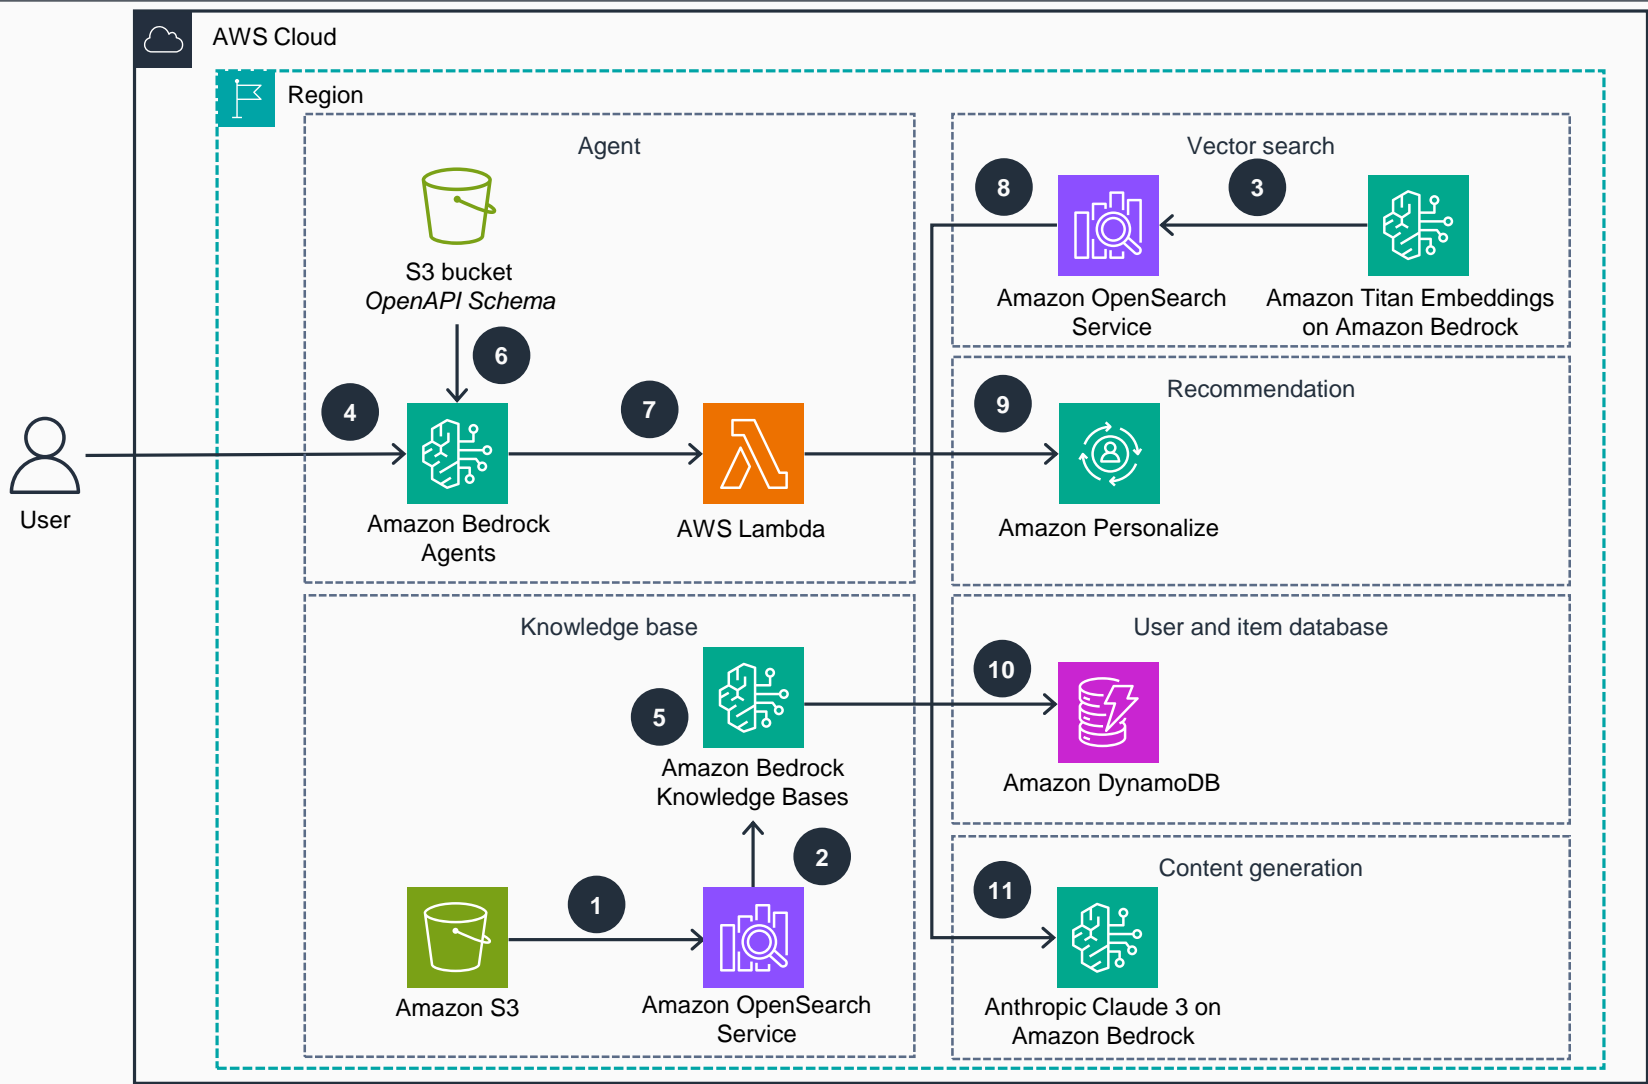 AWS Cloud
Region
Agent
S3 bucket
OpenAPI Schema
6
4
7
User
Amazon Bedrock
Agents
AWS Lambda
Vector search
8
3
Amazon OpenSearch
Service
Amazon Titan Embeddings
on Amazon Bedrock
Recommendation
9
Amazon Personalize
Knowledge base
5
Amazon Bedrock
Knowledge Bases
2
1
Amazon S3
Amazon OpenSearch
Service
User and item database
10
Amazon DynamoDB
Content generation
11
Anthropic Claude 3 on
Amazon Bedrock